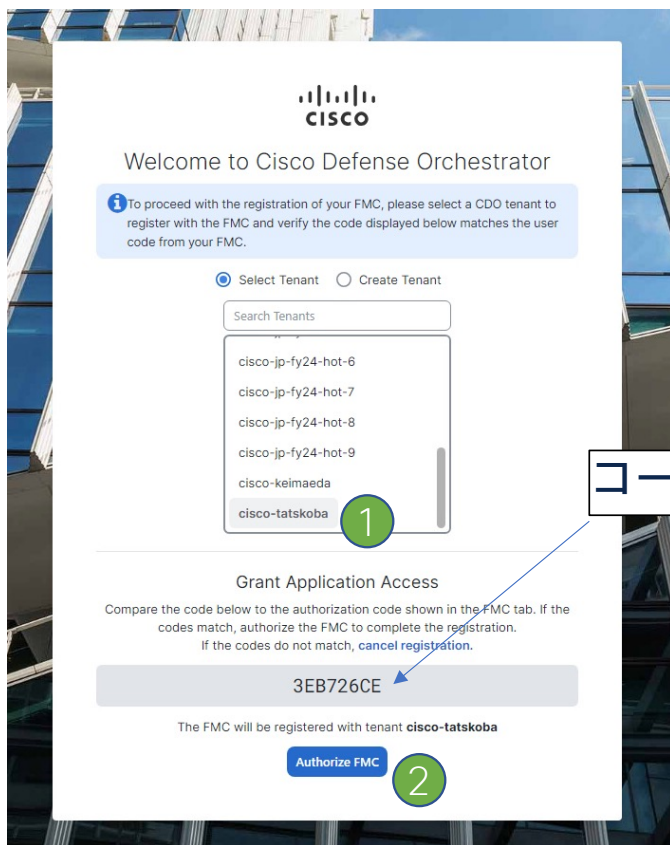 CISCO
Welcome to Cisco Defense Orchestrator
To proceed with the registration of your FMC, please select a CDO tenant to
register with the FMC and verify the code displayed below matches the user
code from your FMC.
Select Tenant Create Tenant
Search Tenants
cisco-jp-fy24-hot-6
cisco-jp-fy24-hot-7
cisco-jp-fy24-hot-8
cisco-jp-fy24-hot-9
cisco-keimaeda
cisco-tatskoba
1
コー
Grant Application Access
Compare the code below to the authorization code shown in the FMC tab. If the
codes match, authorize the FMC to complete the registration.
If the codes do not match, cancel registration.
3EB726CE
The FMC will be registered with tenant cisco-tatskoba
Authorize FMC
2